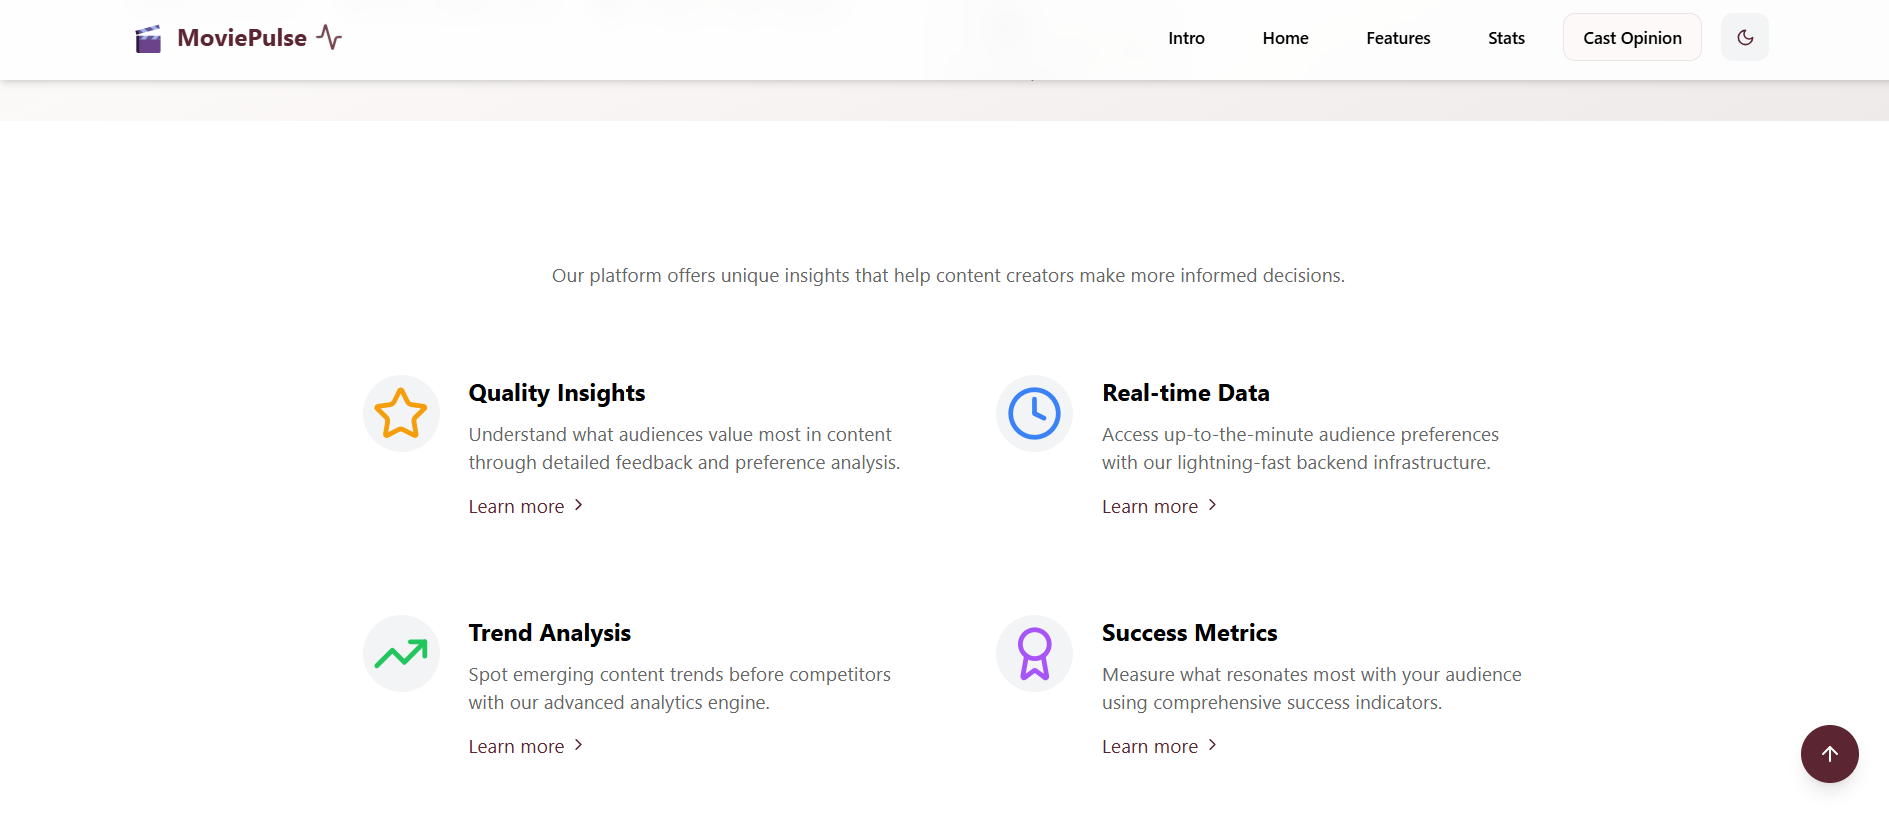 MoviePulse
Intro
Home
Features
Stats
Cast Opinion
Our platform offers unique insights that help content creators make more informed decisions.
Quality Insights
Understand what audiences value most in content
through detailed feedback and preference analysis.
Learn more
Real-time Data
Access up-to-the-minute audience preferences
with our lightning-fast backend infrastructure.
Learn more
Trend Analysis
Spot emerging content trends before competitors
with our advanced analytics engine.
Learn more
Success Metrics
Measure what resonates most with your audience
using comprehensive success indicators.
Learn more